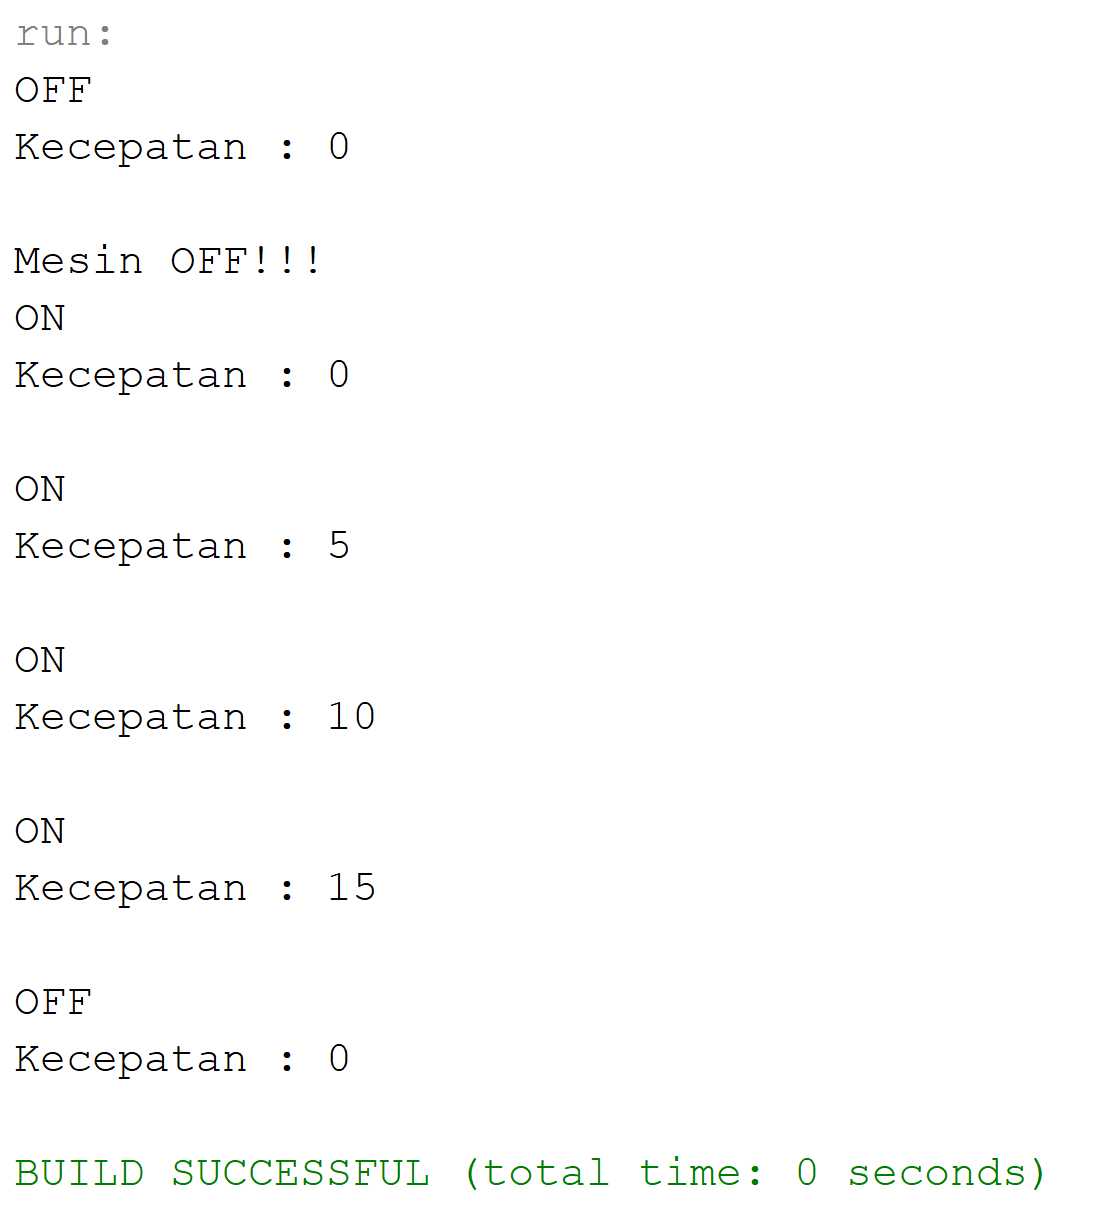 run:
OFF
Kecepatan : 0
Mesin OFF!!!
ON
Kecepatan : 0
ON
Kecepatan : 5
ON
Kecepatan : 10
ON
Kecepatan : 15
OFF
Kecepatan : 0
BUILD SUCCESSFUL (total time: 0 seconds)